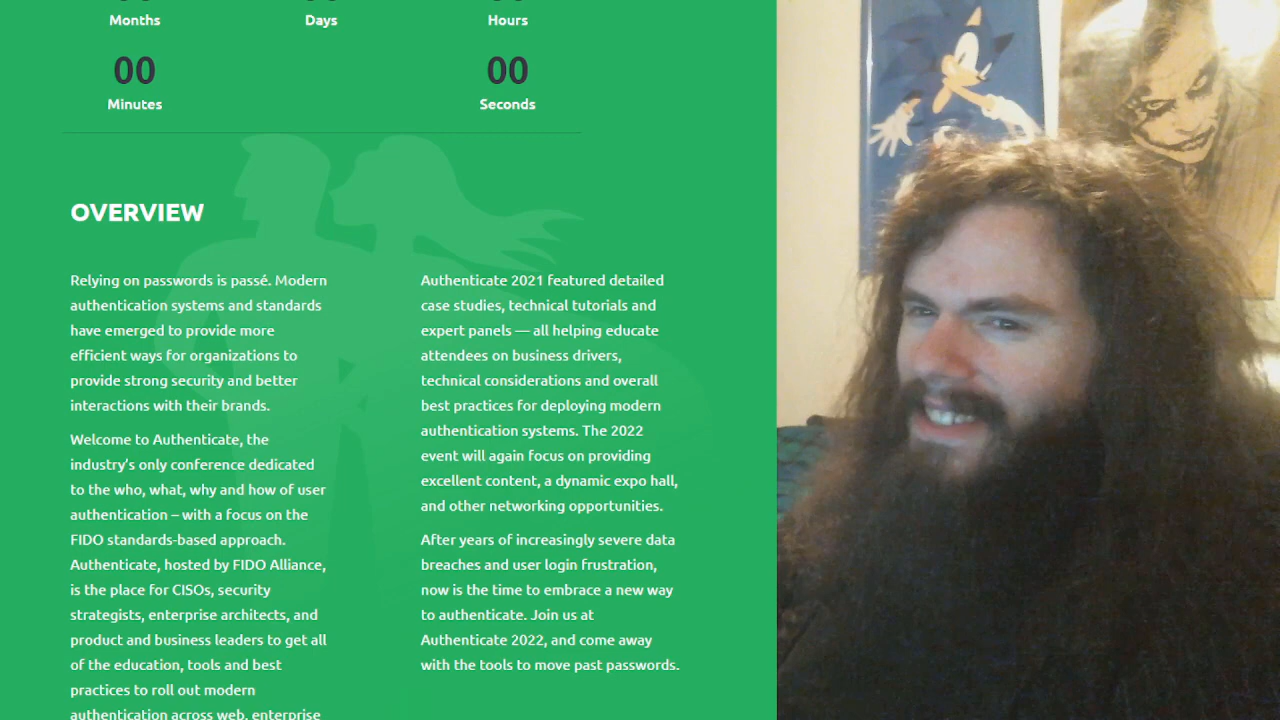 Months
Days
Hours
00
00
Minutes
Seconds
OVERVIEW
Relying on passwords is passé. Modern
authentication systems and standards
have emerged to provide more
efficient ways for organizations to
provide strong security and better
interactions with their brands.
Welcome to Authenticate, the
industry's only conference dedicated
to the who, what, why and how of user
authentication – with a focus on the
FIDO standards-based approach.
Authenticate, hosted by FIDO Alliance,
is the place for CISOs, security
strategists, enterprise architects, and
product and business leaders to get all
of the education, tools and best
practices to roll out modern
authentication across web, enterprise
Authenticate 2021 featured detailed
case studies, technical tutorials and
expert panels — all helping educate
attendees on business drivers,
technical considerations and overall
best practices for deploying modern
authentication systems. The 2022
event will again focus on providing
excellent content, a dynamic expo hall,
and other networking opportunities.
After years of increasingly severe data
breaches and user login frustration,
now is the time to embrace a new way
to authenticate. Join us at
Authenticate 2022, and come away
with the tools to move past passwords.